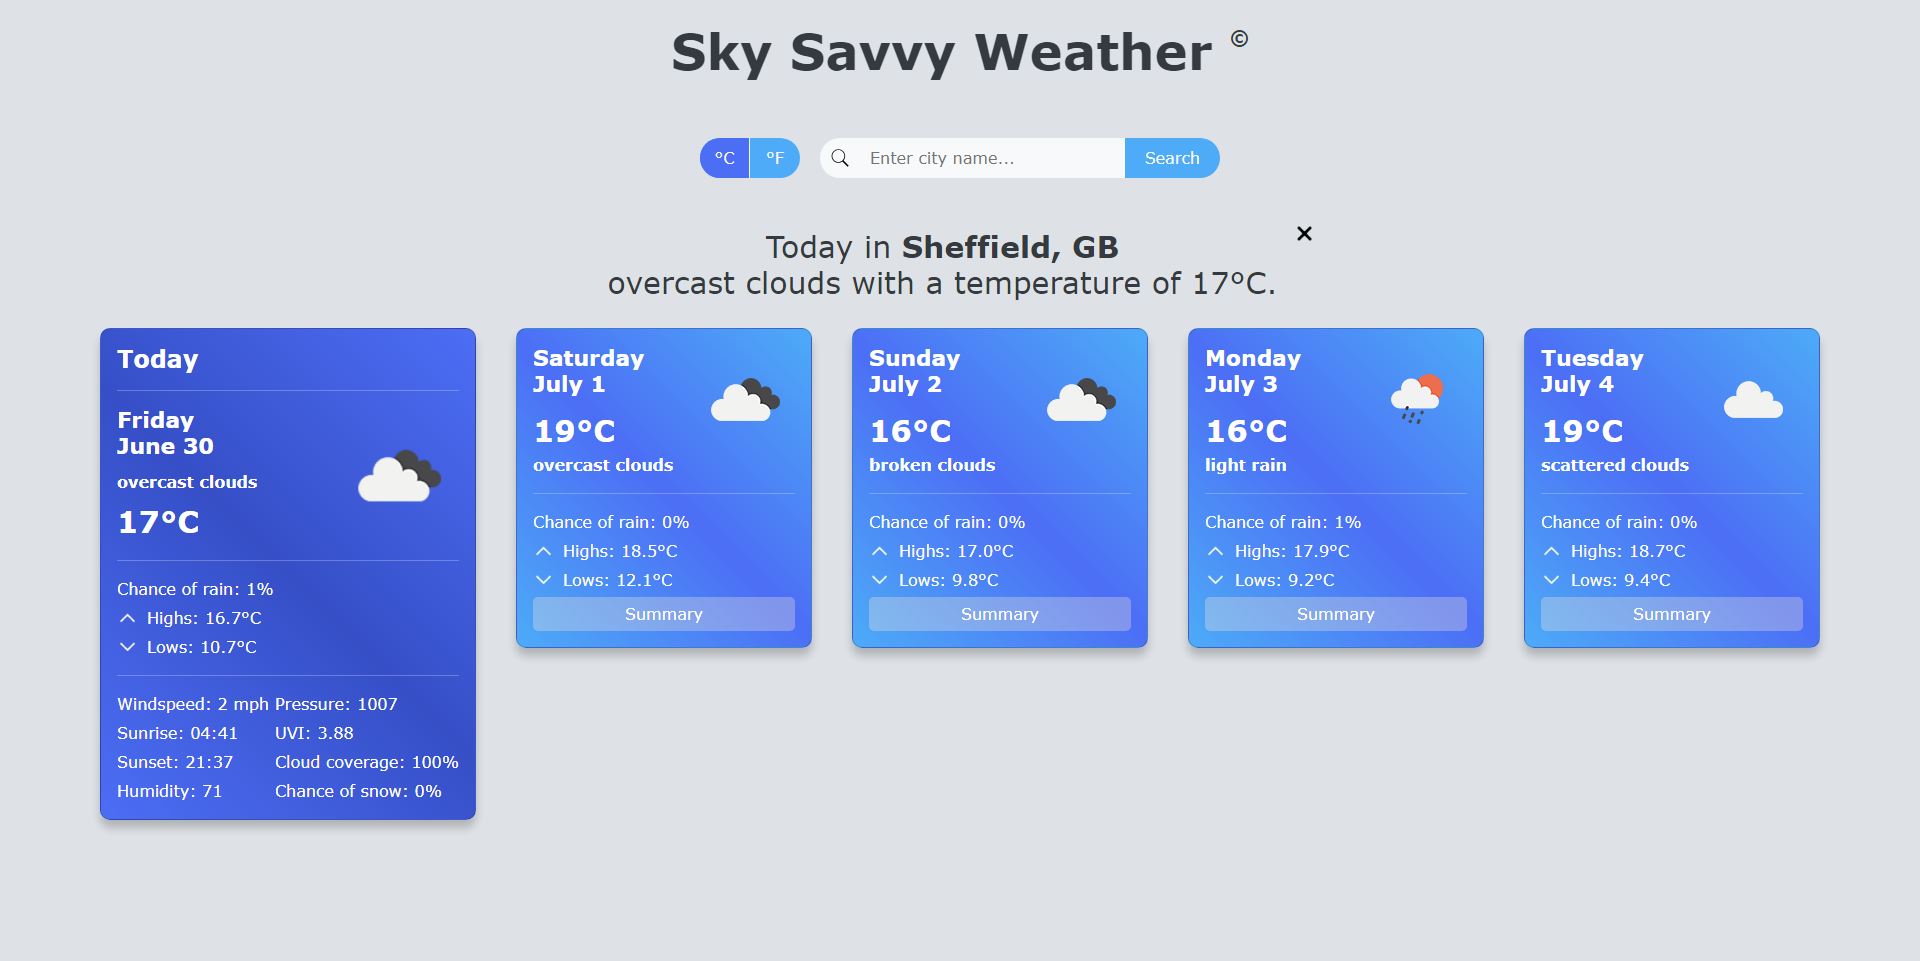 Sky Savvy Weather ©
°C °F Enter city name... Search
Today in Sheffield, GB
overcast clouds with a temperature of 17°C.
Today
Friday
June 30
overcast clouds
17°C
Chance of rain: 1%
Highs: 16.7°C
Lows: 10.7°C
Windspeed: 2 mph Pressure: 1007
Sunrise: 04:41 UVI: 3.88
Sunset: 21:37 Cloud coverage: 100%
Humidity: 71 Chance of snow: 0%
Saturday
July 1
19°C
overcast clouds
Chance of rain: 0%
Highs: 18.5°C
Lows: 12.1°C
Summary
Sunday
July 2
16°C
broken clouds
Chance of rain: 0%
Highs: 17.0°C
Lows: 9.8°C
Summary
Monday
July 3
16°C
light rain
Chance of rain: 1%
Highs: 17.9°C
Lows: 9.2°C
Summary
Tuesday
July 4
19°C
scattered clouds
Chance of rain: 0%
Highs: 18.7°C
Lows: 9.4°C
Summary